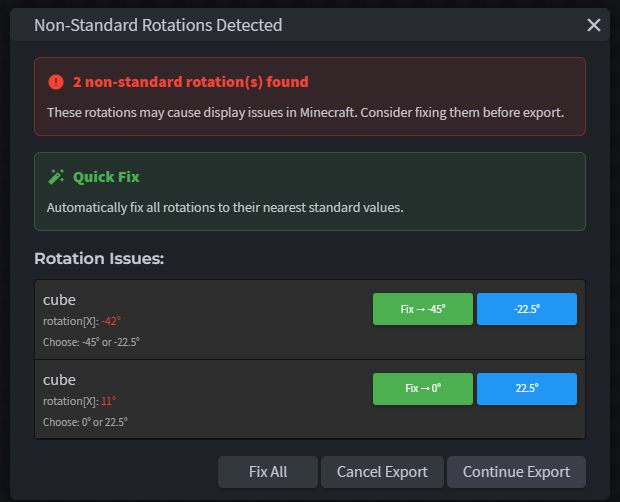 Non-Standard Rotations Detected
2 non-standard rotation(s) found
These rotations may cause display issues in Minecraft. Consider fixing them before export.
Quick Fix
Automatically fix all rotations to their nearest standard values.
Rotation Issues:
cube
rotation[X]: -42°
Choose: -45° or -22.5°
Fix → -45°
-22.5°
cube
rotation[X]: 11°
Choose: 0° or 22.5°
Fix → 0°
22.5°
Fix All
Cancel Export
Continue Export